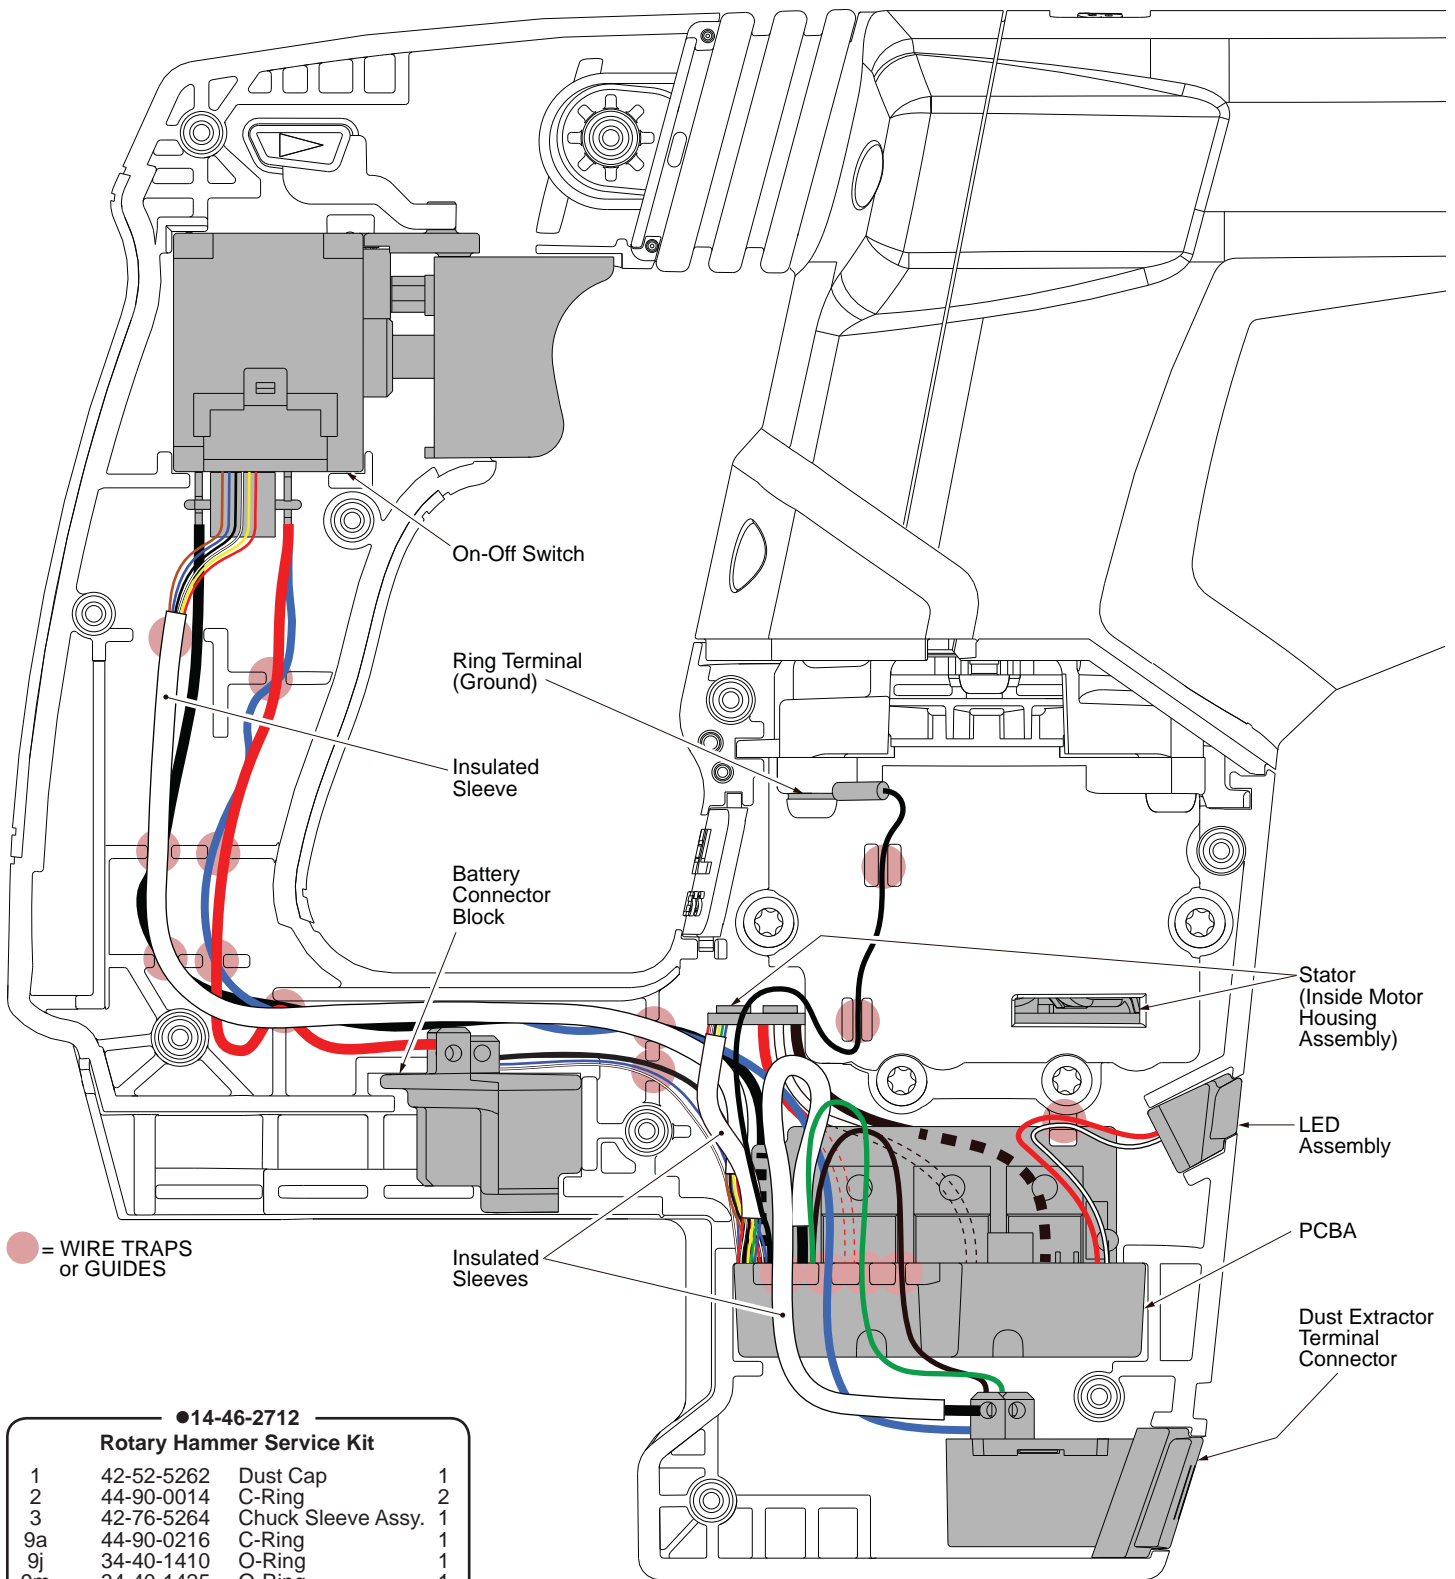 On-Off Switch
Ring Terminal
(Ground)
Insulated
Sleeve
Battery
Connector
Block
Stator
(Inside Motor
Housing
Assembly)
LED
Assembly
= WIRE TRAPS
or GUIDES
Insulated
Sleeves
PCBA
Dust Extractor
Terminal
Connector
●14-46-2712
Rotary Hammer Service Kit
1 42-52-5262 Dust Cap 1
2 44-90-0014 C-Ring 2
3 42-76-5264 Chuck Sleeve Assy. 1
9a 44-90-0216 C-Ring 1
9j 34-40-1410 O-Ring 1